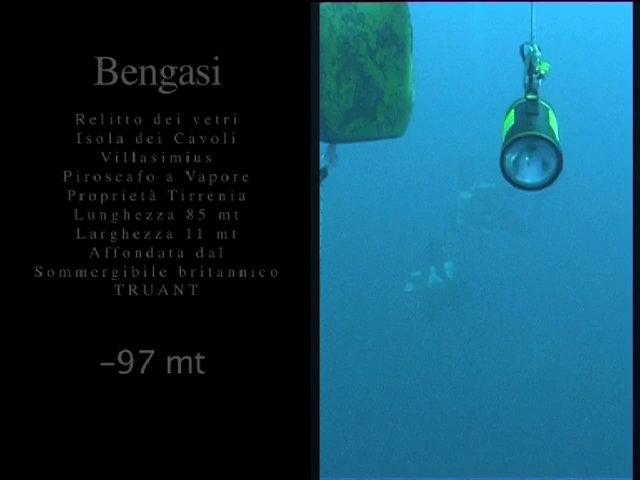 Bengasi
Relitto dei vetri
Isola dei Cavoli
Villasimius
Piroscafo a Vapore
Proprietà Tirrenia
Lunghezza 85 mt
Larghezza 11 mt
Affondata dal
Sommergibile britannico
TRUANT
–97 mt